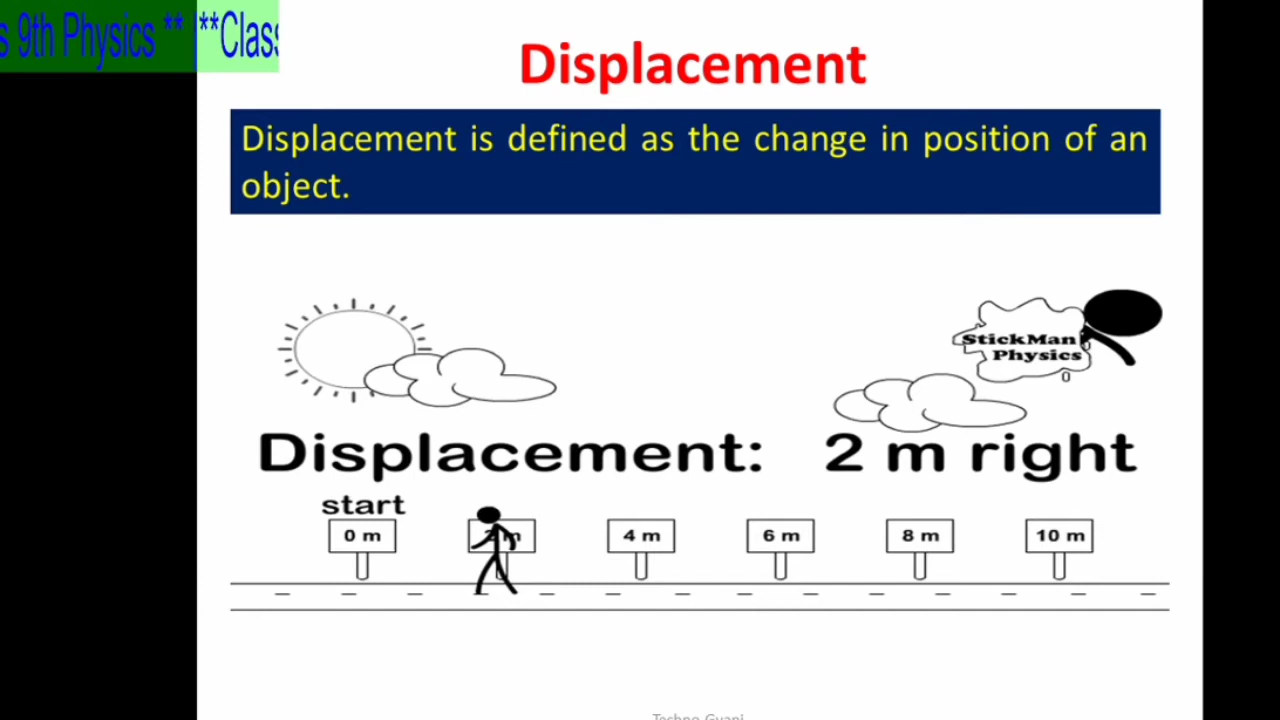 s 9th Physics ** |**Class
Displacement
Displacement is defined as the change in position of an
object.
StickMan
Physics
Displacement: 2 m right
start
0 m
2 m
4 m
6 m
8 m
10 m
Techno Gyani